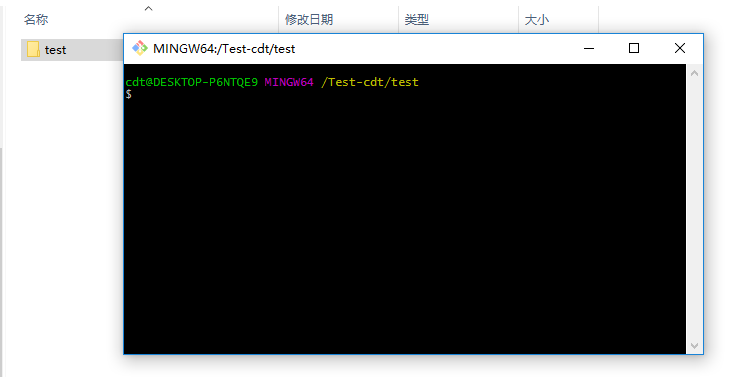 名称 修改日期 类型 大小
test
MINGW64:/Test-cdt/test
cdt@DESKTOP-P6NTQE9 MINGW64 /Test-cdt/test
$